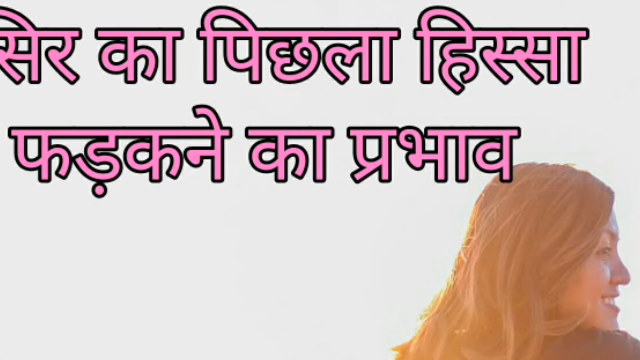 सिर का पिछला हिस्सा
फड़कने का प्रभाव